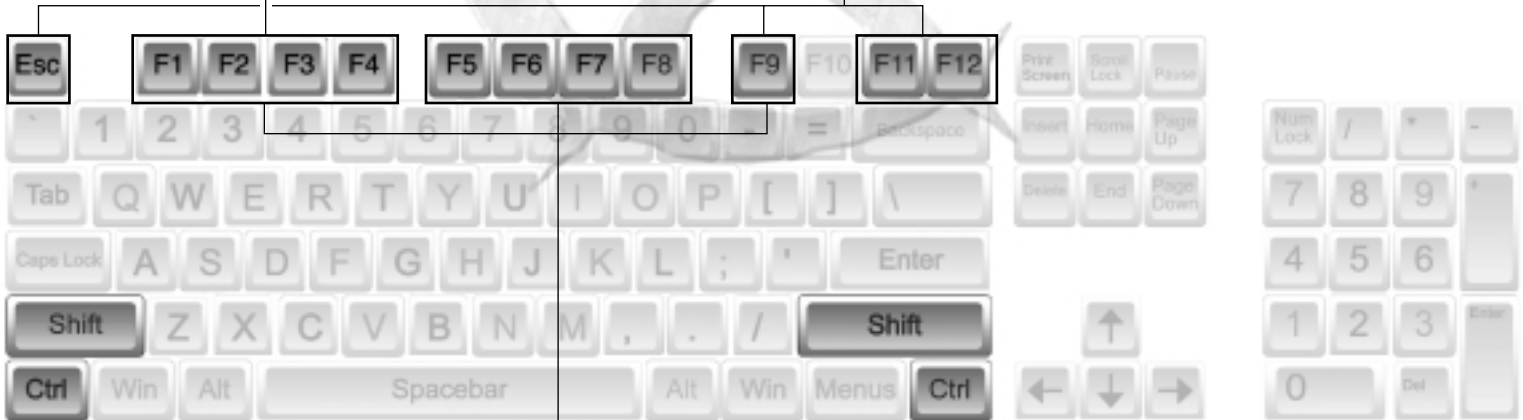 Esc F1 F2 F3 F4 F5 F6 F7 F8 F9 F10 F11 F12 Print Screen Scroll Lock Pause
` 1 2 3 4 5 6 7 8 9 0 - = Backspace Insert Home Page Up Num Lock / * -
Tab Q W E R T Y U I O P [ ] \ Delete End Page Down 7 8 9 +
Caps Lock A S D F G H J K L ; ' Enter 4 5 6
Shift Z X C V B N M , . / Shift ↑ 1 2 3 Enter
Ctrl Win Alt Spacebar Alt Win Menus Ctrl ← ↓ → 0 Del